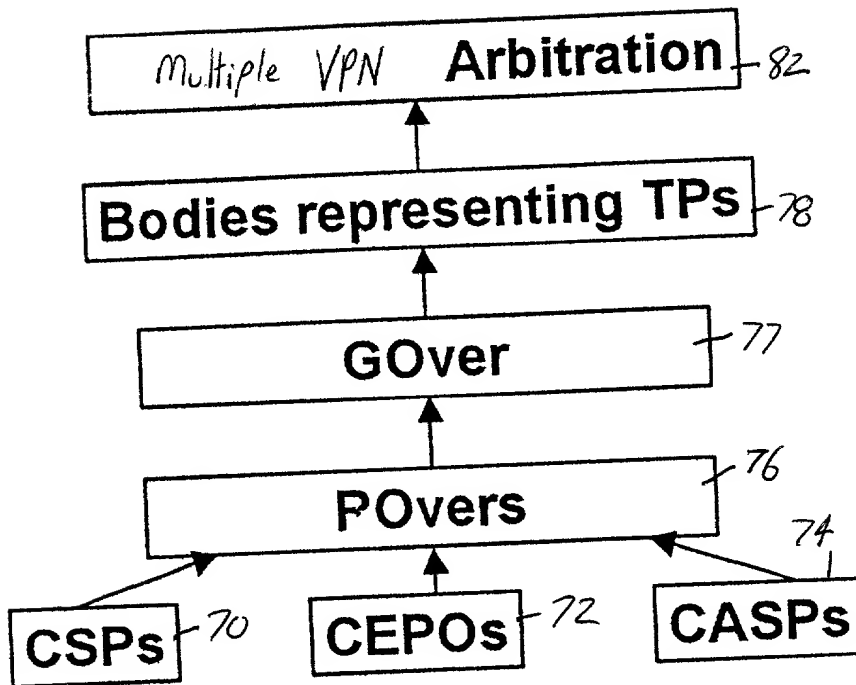 Multiple VPN Arbitration 82
Bodies representing TPs 78
GOver 77
POvers 76
74
CSPs 70 CEPOs 72 CASPs